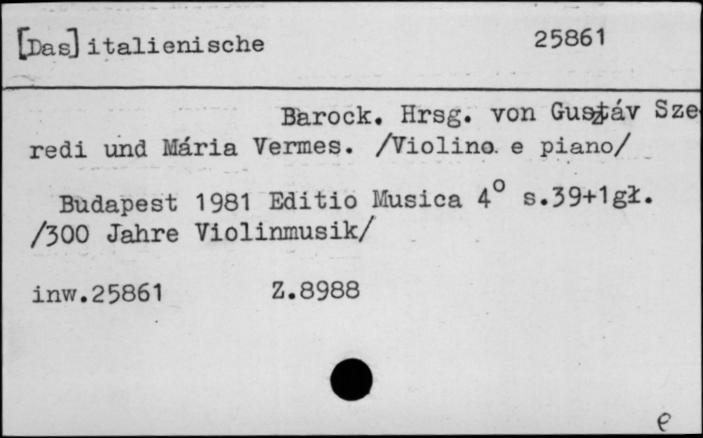 [Das] italienische 25861
Barock. Hrsg. von Gusztáv Sze-
redi und Mária Vermes. /Violino e piano/
Budapest 1981 Editio Musica 4° s.39+1gł.
/300 Jahre Violinmusik/
inw.25861 Z.8988
e